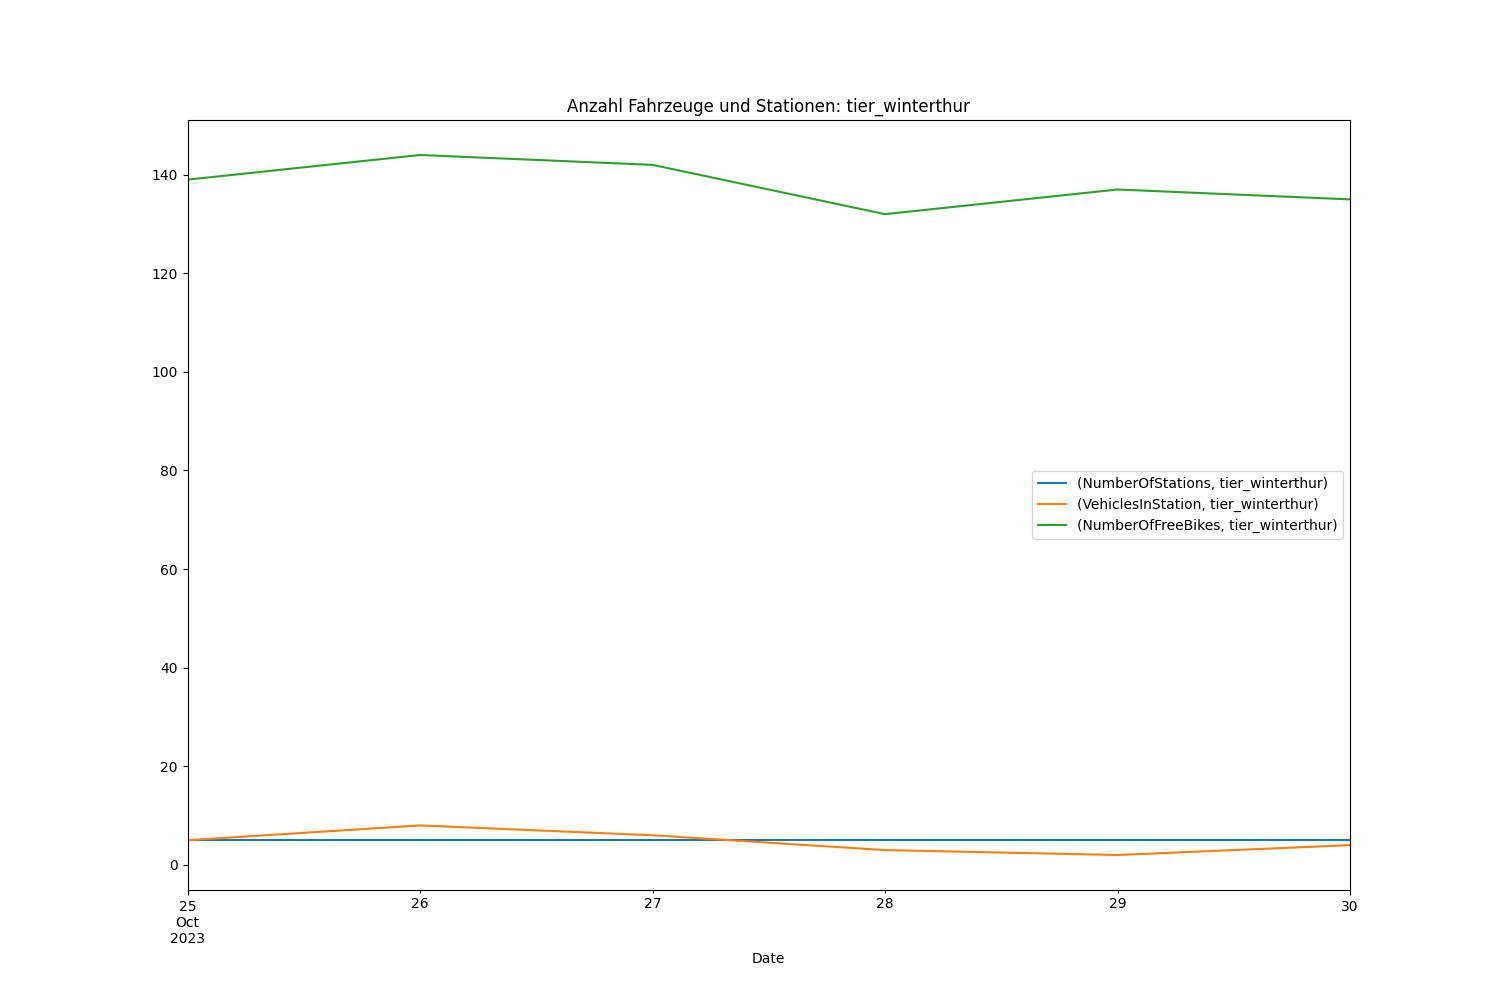 Anzahl Fahrzeuge und Stationen: tier_winterthur
140
120
100
80
60
40
20
0
(NumberOfStations, tier_winterthur)
(VehiclesInStation, tier_winterthur)
(NumberOfFreeBikes, tier_winterthur)
25 26 27 28 29 30
Oct
2023
Date